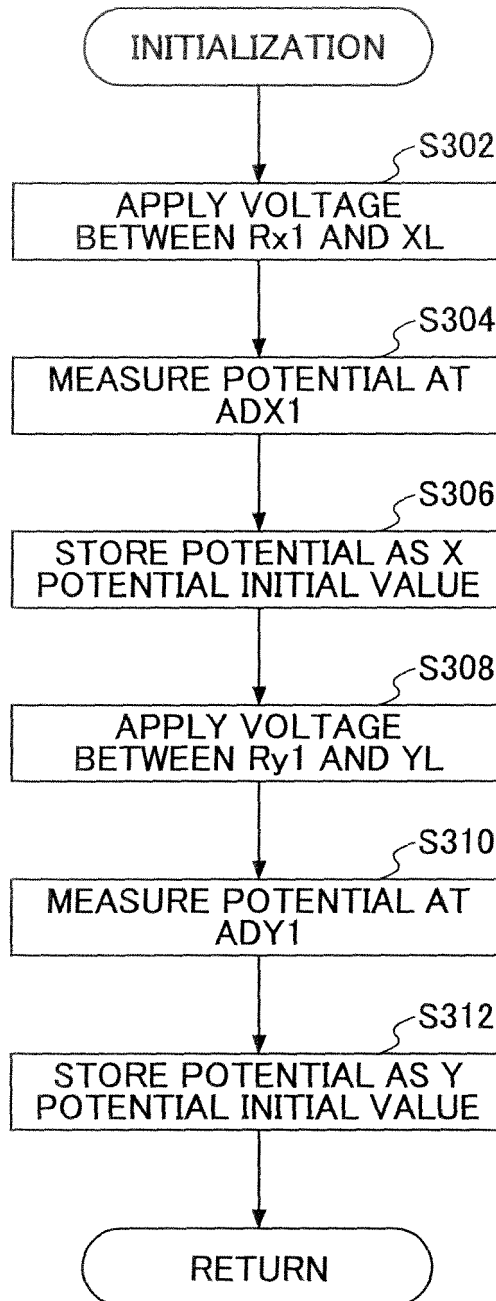 INITIALIZATION
S302
APPLY VOLTAGE
BETWEEN Rx1 AND XL
S304
MEASURE POTENTIAL AT
ADX1
S306
STORE POTENTIAL AS X
POTENTIAL INITIAL VALUE
S308
APPLY VOLTAGE
BETWEEN Ry1 AND YL
S310
MEASURE POTENTIAL AT
ADY1
S312
STORE POTENTIAL AS Y
POTENTIAL INITIAL VALUE
RETURN